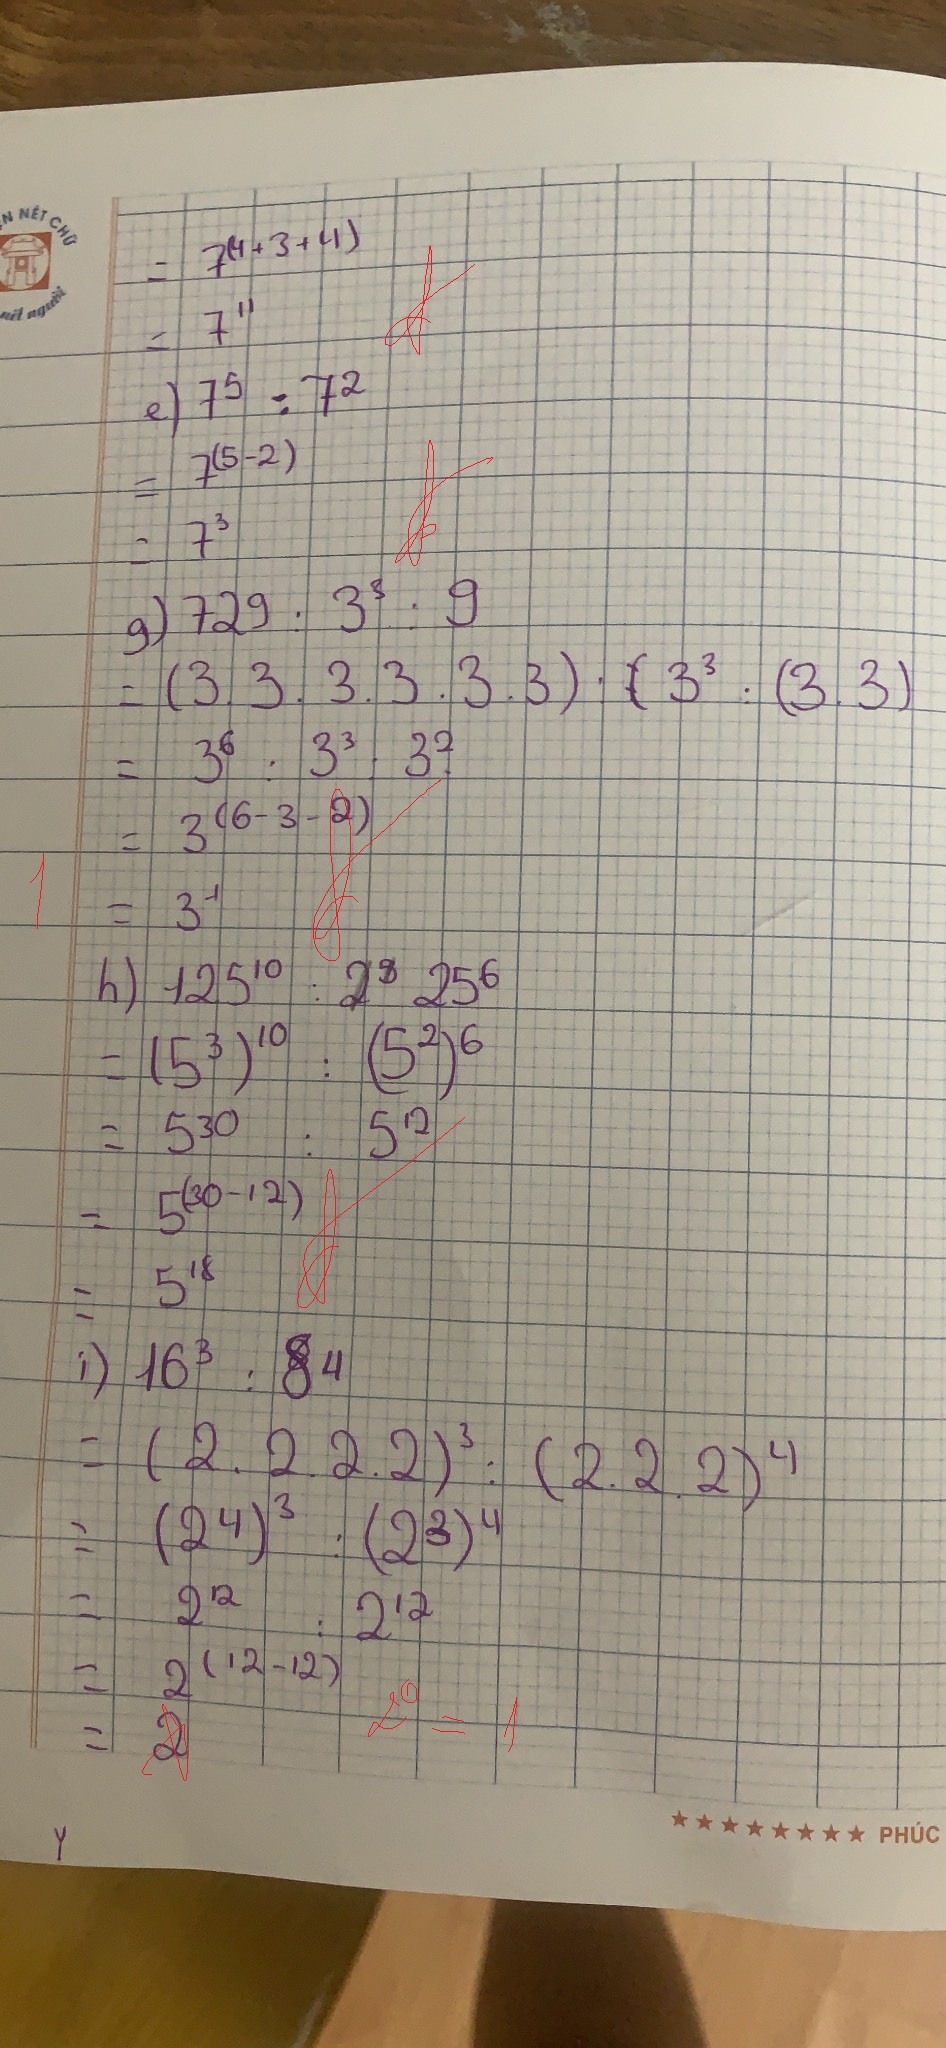 ÈN NÉT CHỮ
nết người
= 7^(4+3+4)
= 7^11
e) 7^5 : 7^2
= 7^(5-2)
= 7^3
g) 729 : 3^3 : 9
= (3.3.3.3.3.3) : (3^3 : (3.3)
= 3^6 : 3^3 : 3^2
= 3^(6-3-2)
1
= 3^1
h) 125^10 : 25^6
= (5^3)^10 : (5^2)^6
= 5^30 : 5^12
= 5^(30-12)
= 5^18
i) 16^3 : 8^4
= (2.2.2.2)^3 : (2.2.2)^4
= (2^4)^3 : (2^3)^4
= 2^12 : 2^12
= 2^(12-12)
= 2 2^0 = 1
★★★★★★★★ PHÚC
Y